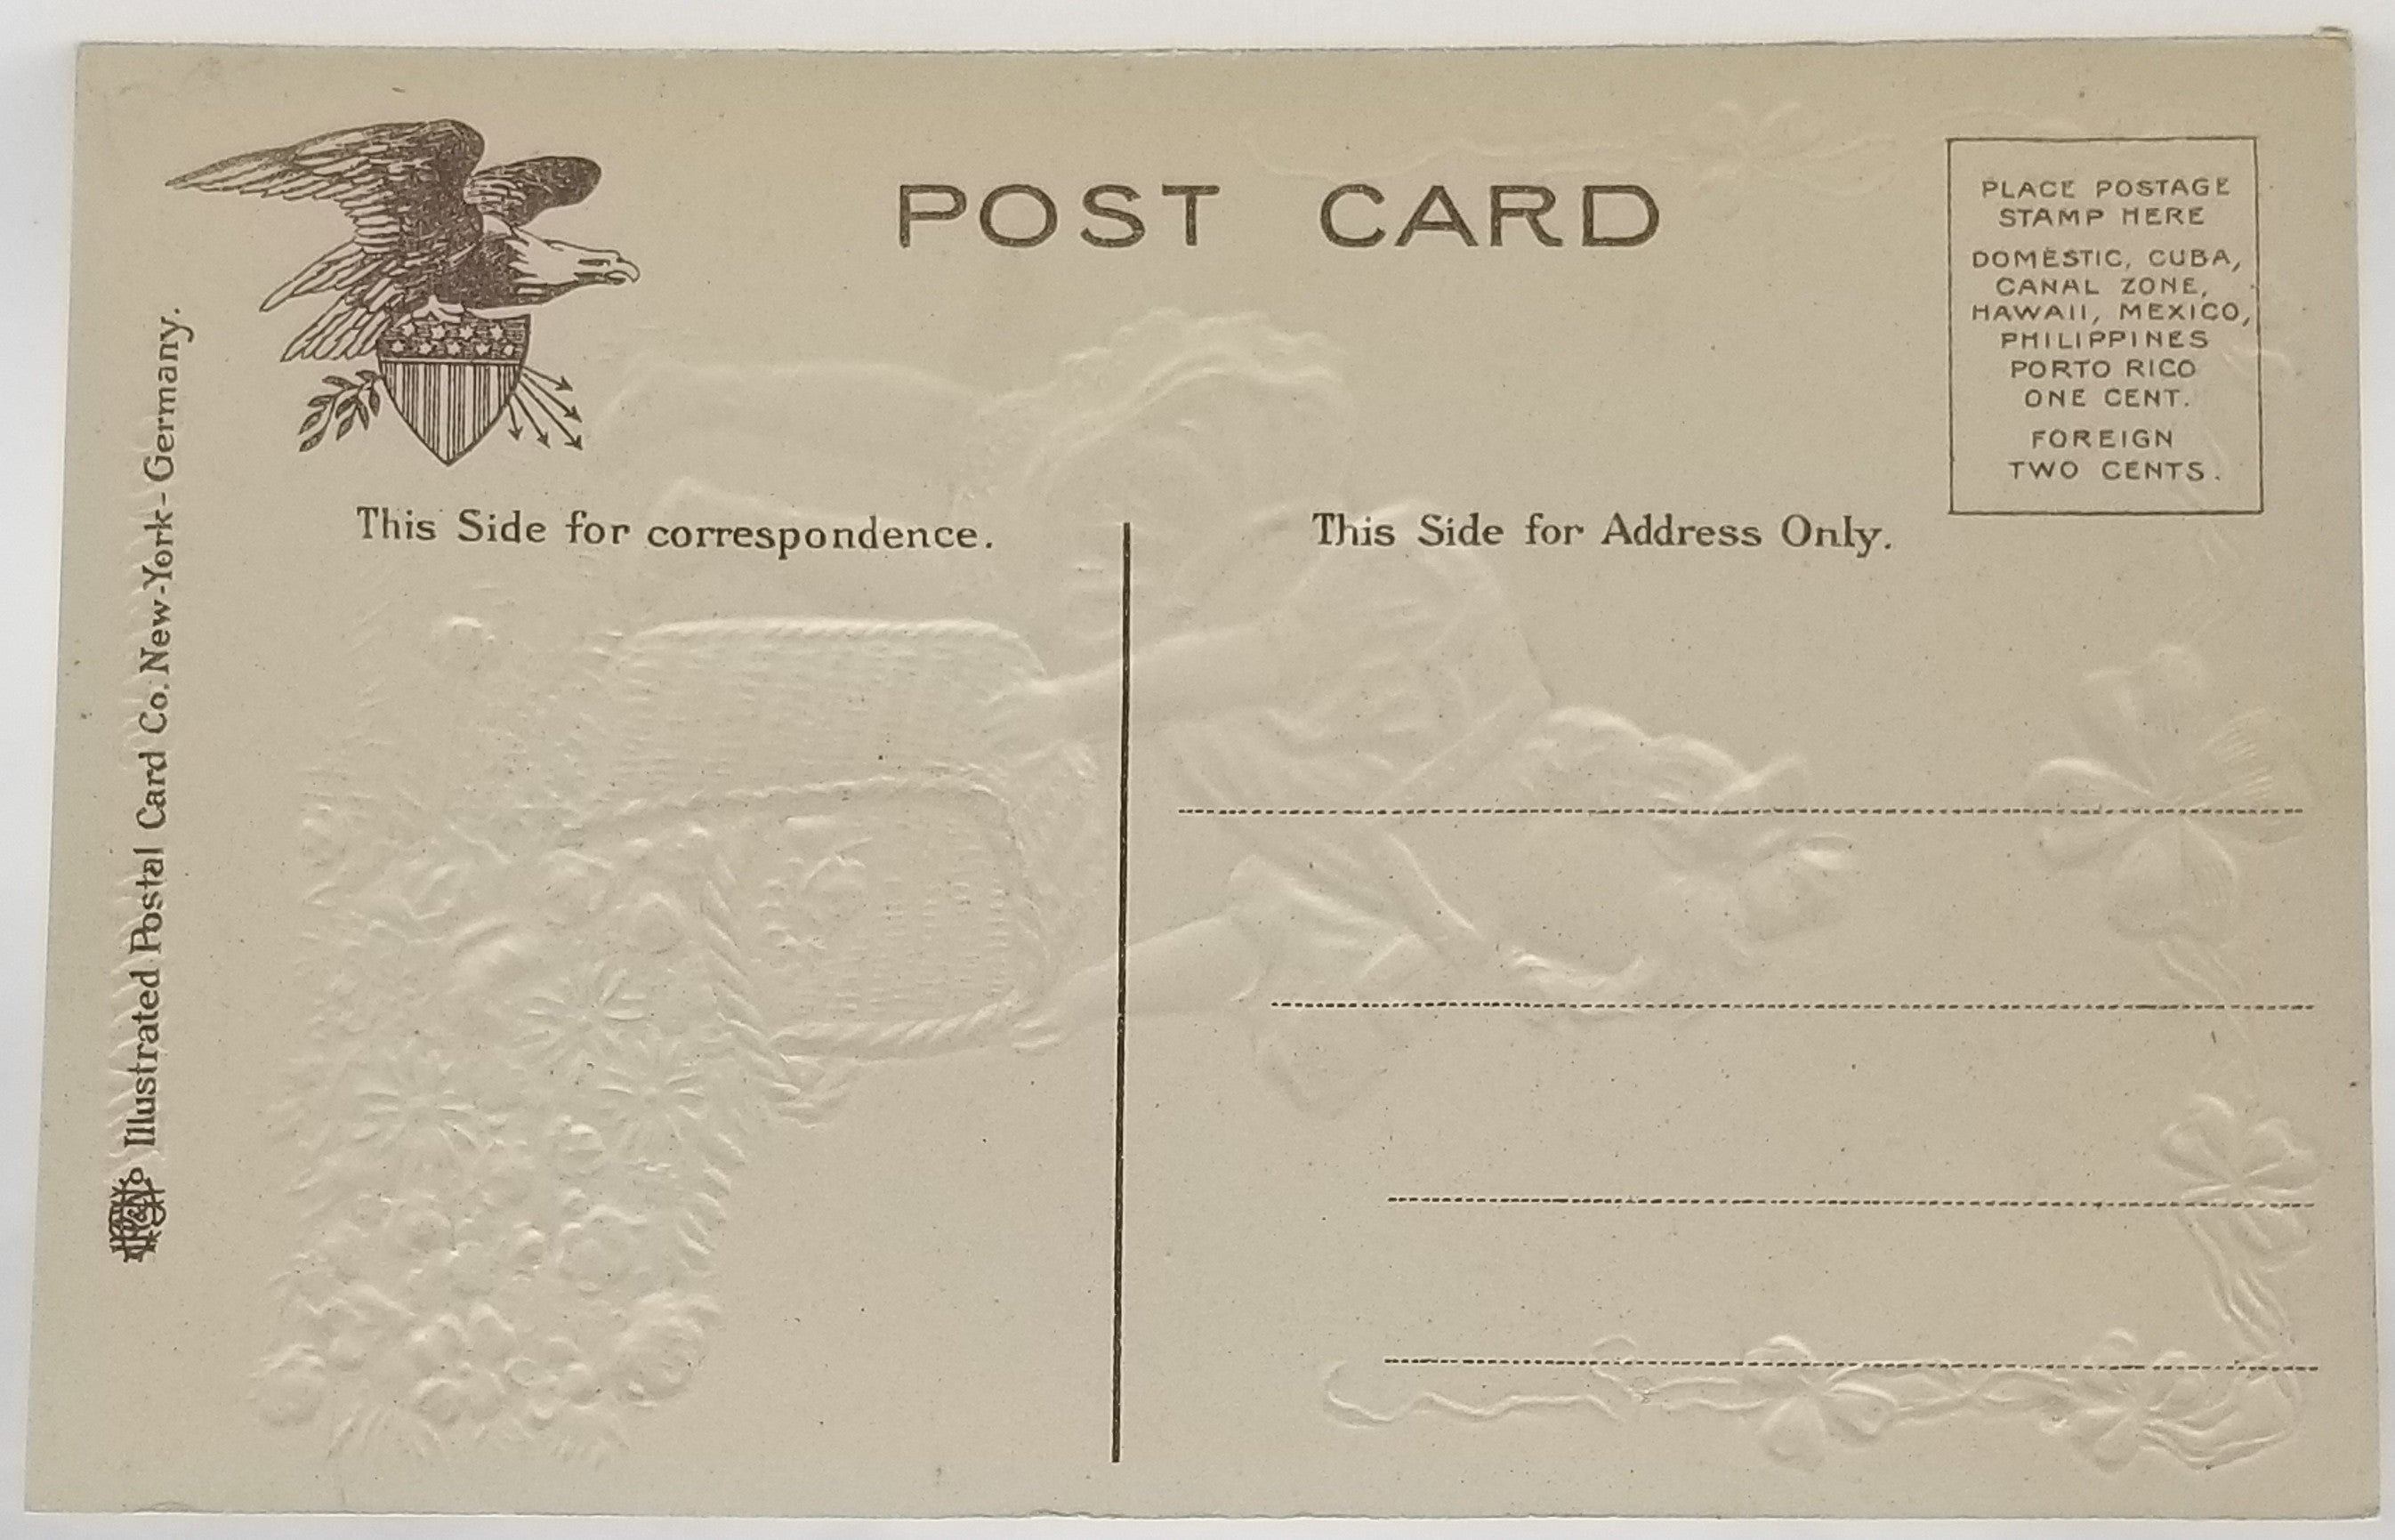 POST CARD
PLACE POSTAGE
STAMP HERE
DOMESTIC, CUBA,
CANAL ZONE,
HAWAII, MEXICO,
PHILIPPINES
PORTO RICO
ONE CENT.
FOREIGN
TWO CENTS.
This Side for correspondence.
This Side for Address Only.
Illustrated Postal Card Co. New-York - Germany.